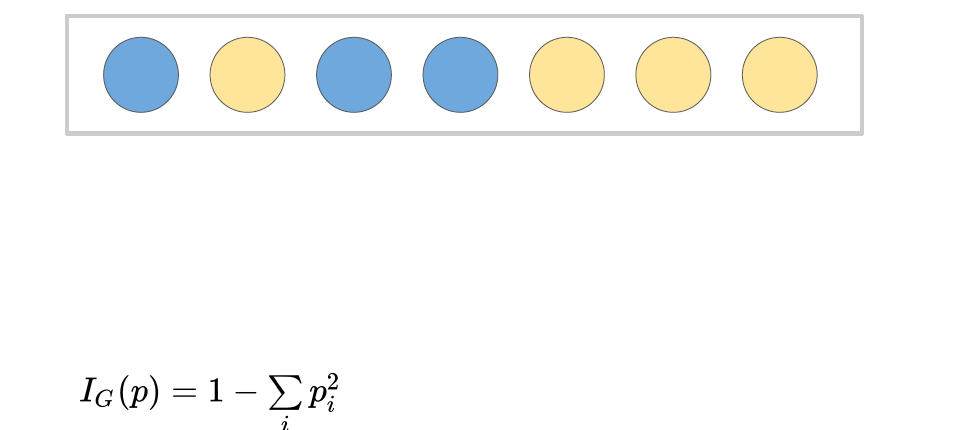 I_G(p) = 1 − ∑_i p_i^2